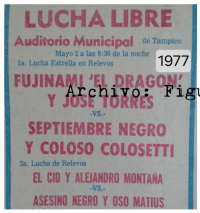 LUCHA LIBRE
Auditorio Municipal de Tampico
Mayo 2 a las 8:30 de la noche
1a. Lucha Estrella en Relevos
1977
FUJINAMI 'EL DRAGON'
Archivo: Figu
Y JOSE TORRES
-VS.-
SEPTIEMBRE NEGRO
Y COLOSO COLOSETTI
2a. Lucha de Relevos
EL CID Y ALEJANDRO MONTANA
-VS-
ASESINO NEGRO Y OSO MATIUS